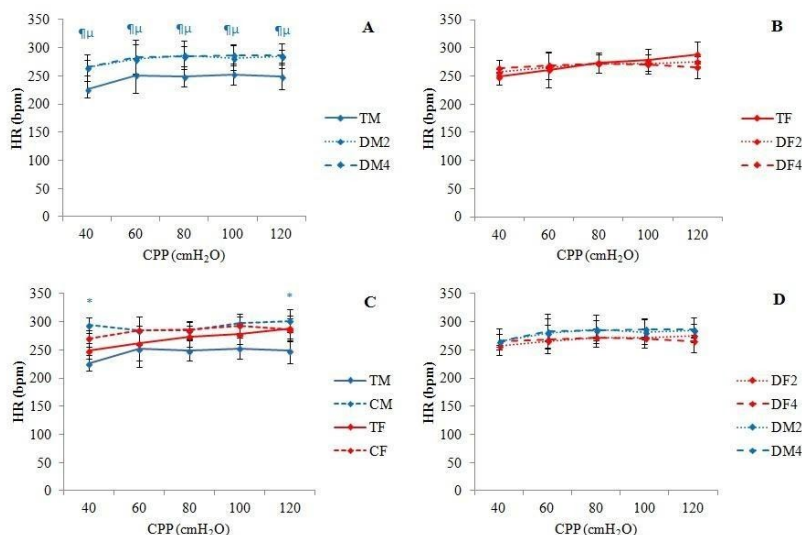 ¶µ ¶µ ¶µ ¶µ ¶µ
A
350
300
250
200
150
100
50
0
HR (bpm)
40 60 80 100 120
CPP (cmH₂O)
TM
DM2
DM4
B
350
300
250
200
150
100
50
0
HR (bpm)
40 60 80 100 120
CPP (cmH₂O)
TF
DF2
DF4
C
* *
350
300
250
200
150
100
50
0
HR (bpm)
40 60 80 100 120
CPP (cmH₂O)
TM
CM
TF
CF
D
350
300
250
200
150
100
50
0
HR (bpm)
40 60 80 100 120
CPP (cmH₂O)
DF2
DF4
DM2
DM4